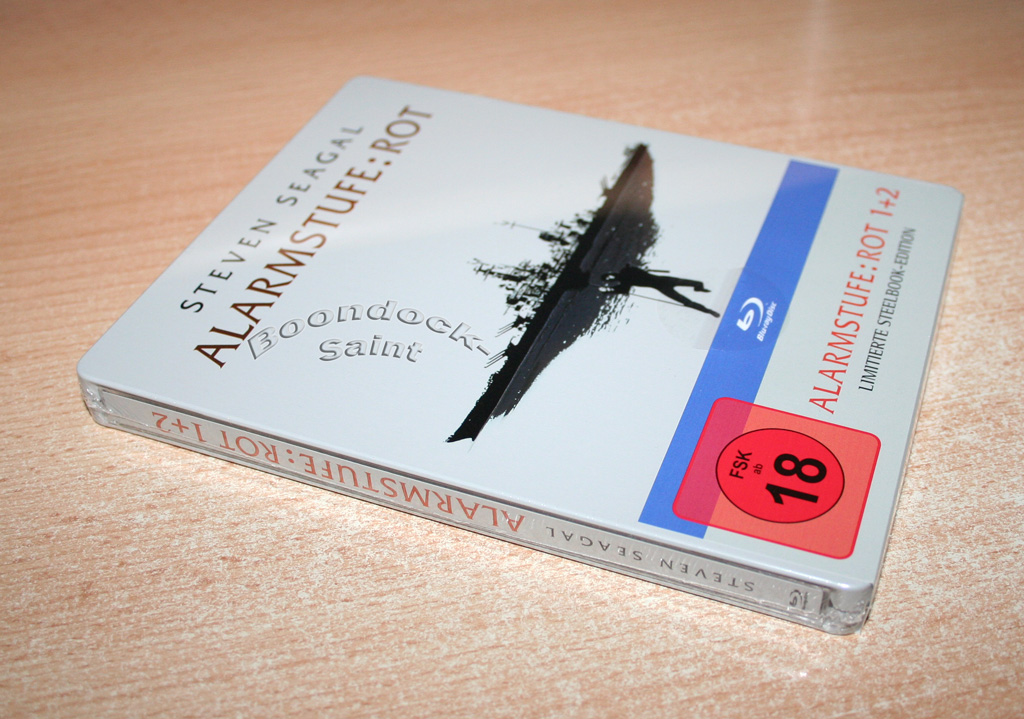 STEVEN SEAGAL
ALARMSTUFE: ROT
Boondock-
Saint
Blu-ray Disc
ALARMSTUFE: ROT 1+2
LIMITIERTE STEELBOOK-EDITION
FSK
ab
18
STEVEN SEAGAL ALARMSTUFE: ROT 1+2